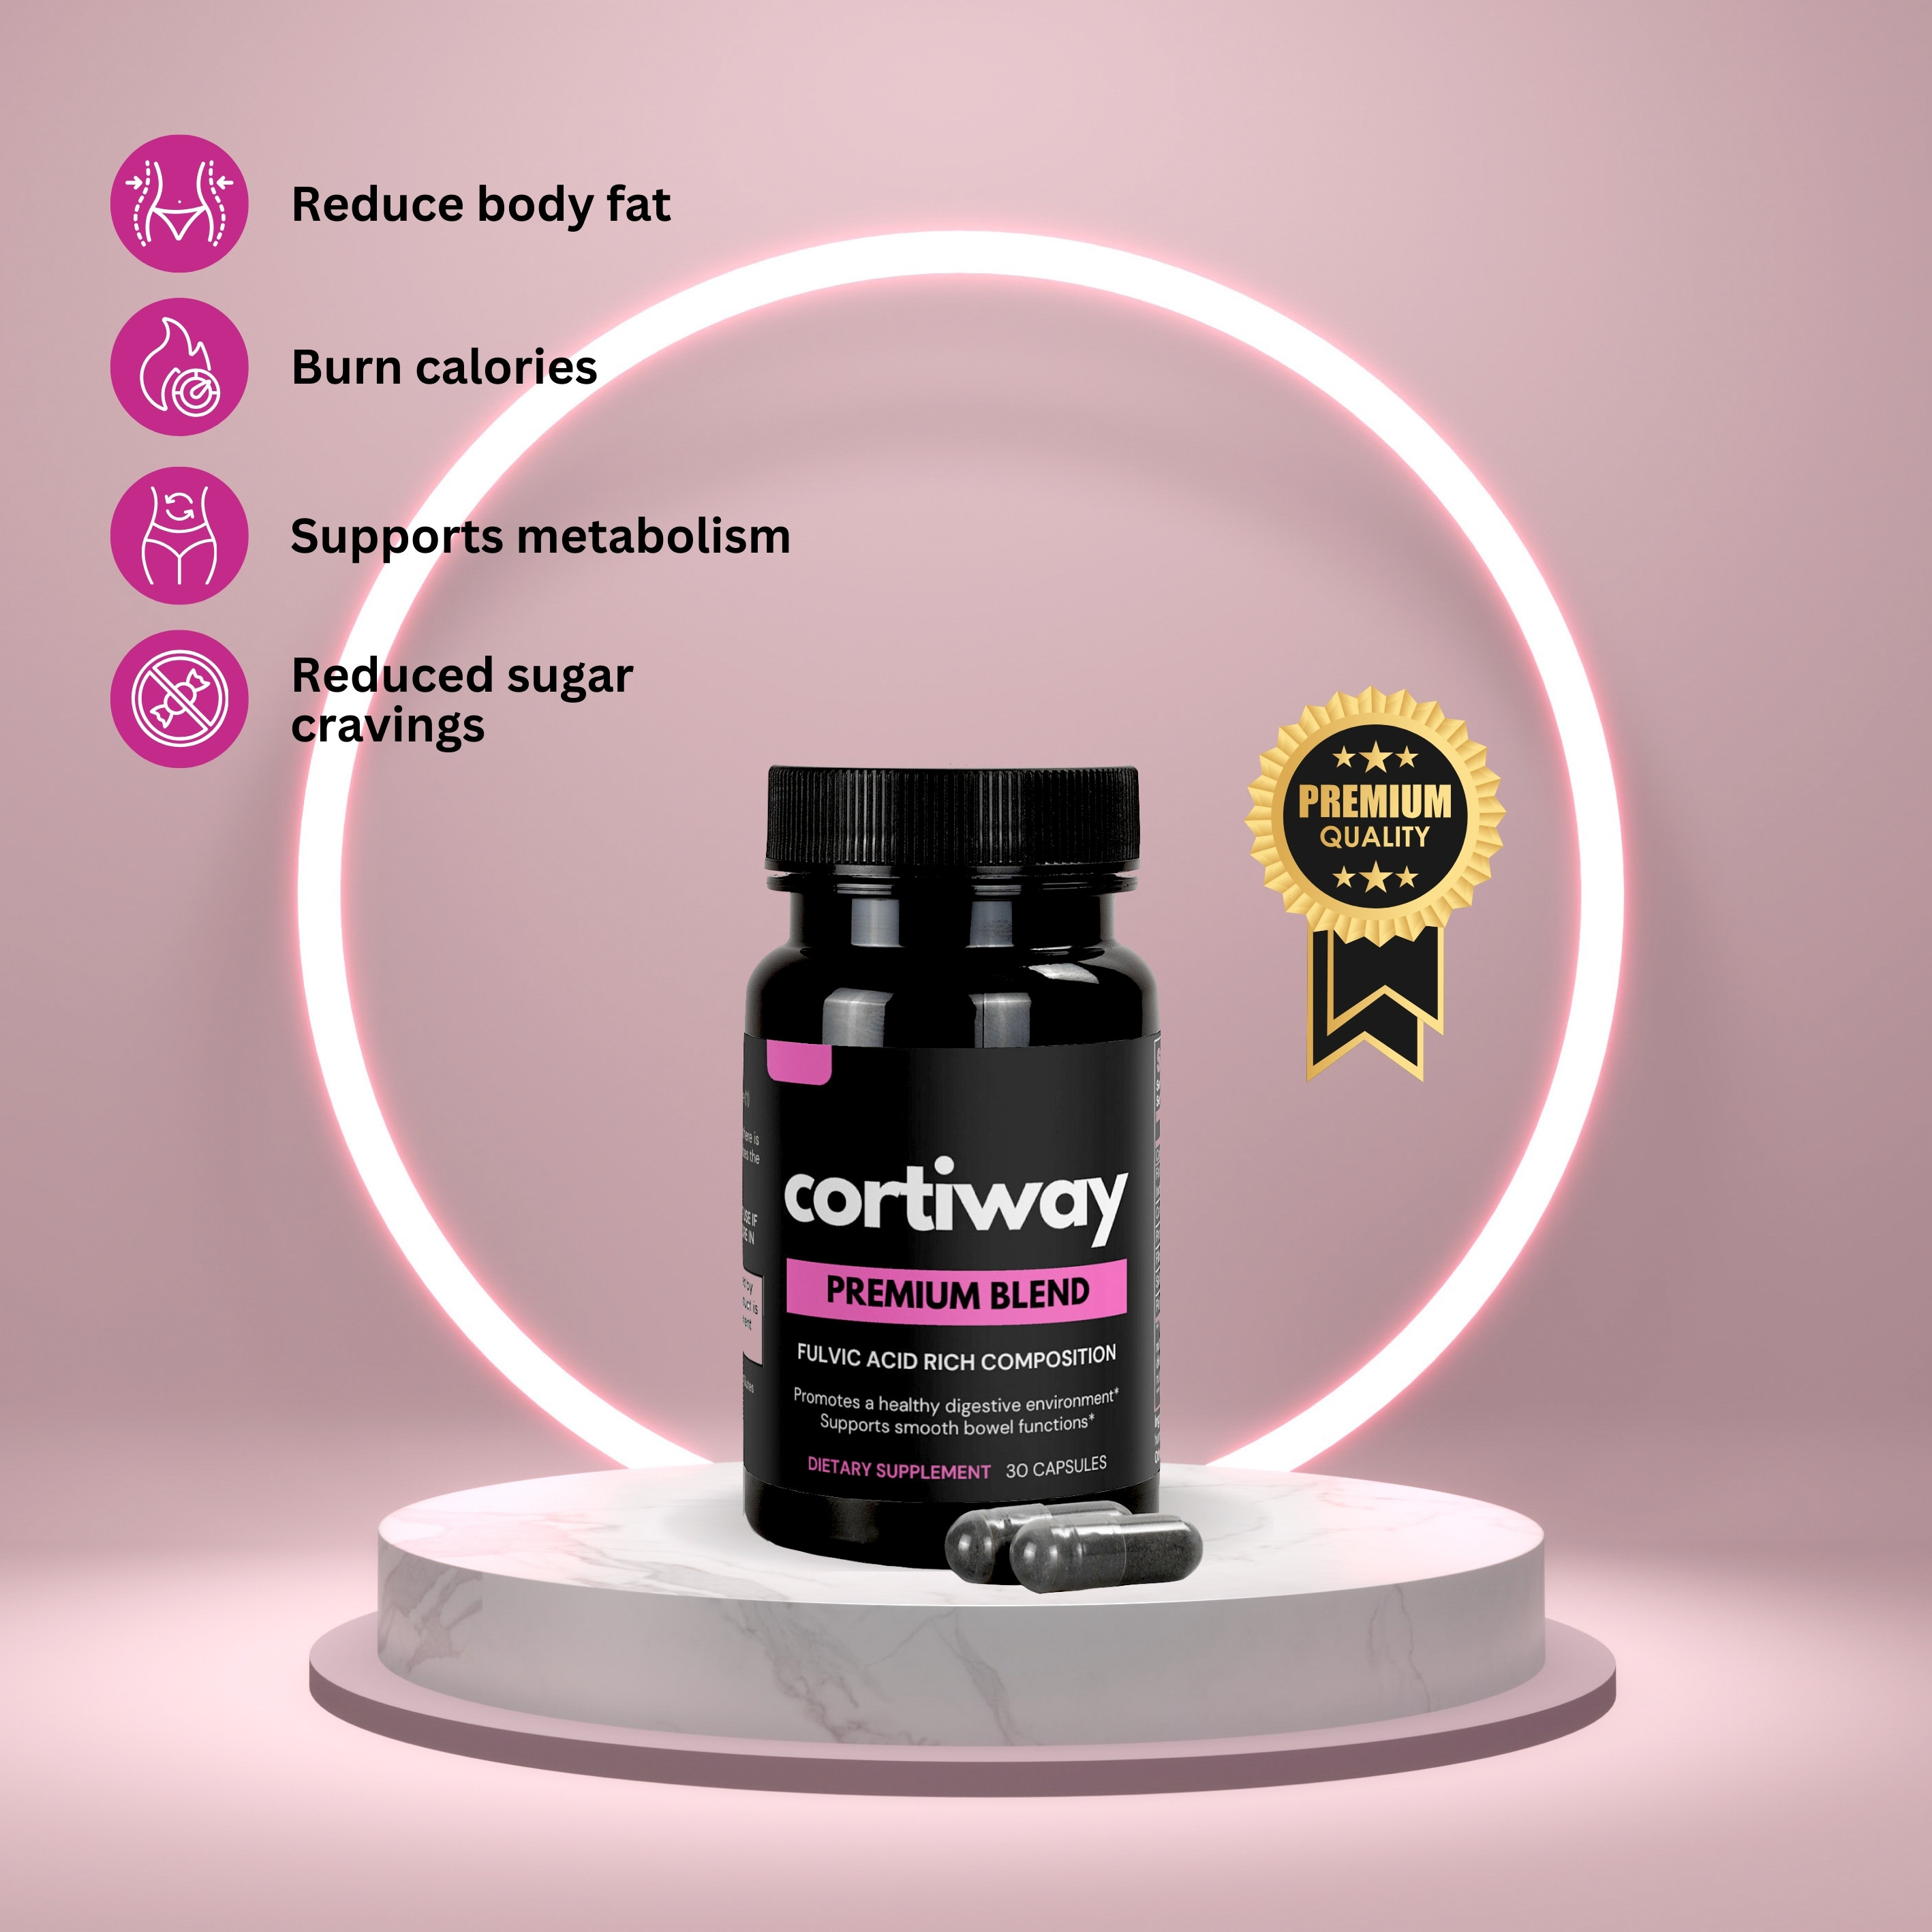 Reduce body fat
Burn calories
Supports metabolism
Reduced sugar
cravings
PREMIUM
QUALITY
cortiway
PREMIUM BLEND
FULVIC ACID RICH COMPOSITION
Promotes a healthy digestive environment*
Supports smooth bowel functions*
DIETARY SUPPLEMENT 30 CAPSULES